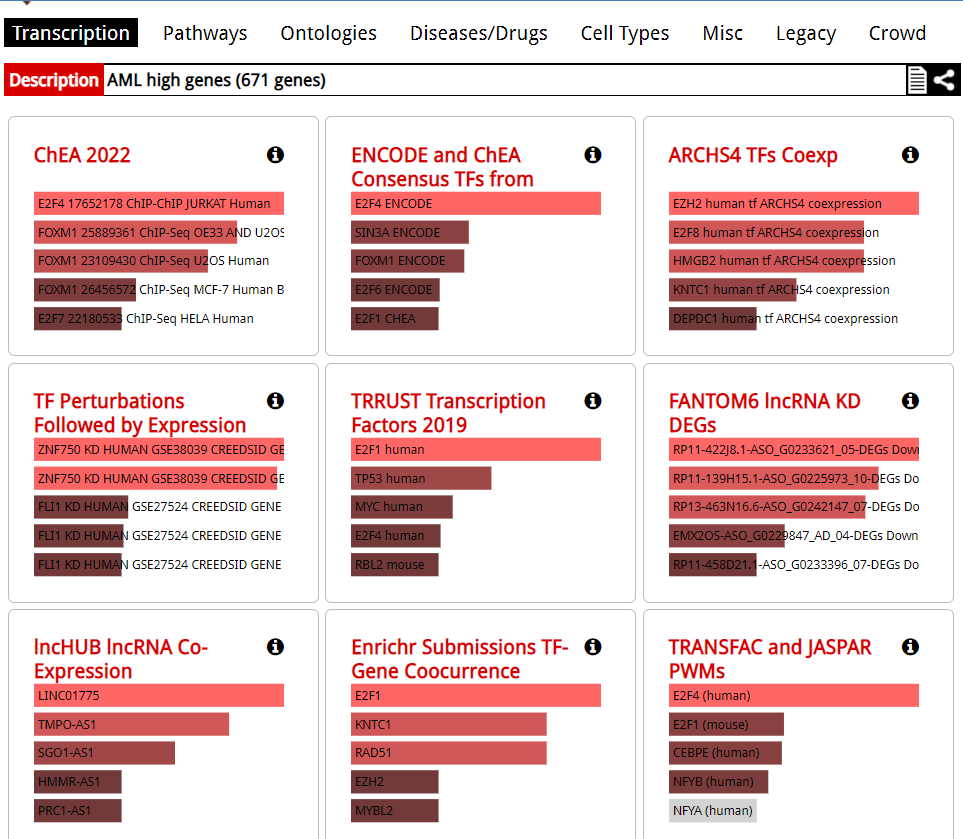 Transcription Pathways Ontologies Diseases/Drugs Cell Types Misc Legacy Crowd
Description AML high genes (671 genes)
ChEA 2022
E2F4 17652178 ChIP-ChIP JURKAT Human
FOXM1 25889361 ChIP-Seq OE33 AND U2OS
FOXM1 23109430 ChIP-Seq U2OS Human
FOXM1 26456572 ChIP-Seq MCF-7 Human B
E2F7 22180533 ChIP-Seq HELA Human
ENCODE and ChEA
Consensus TFs from
E2F4 ENCODE
SIN3A ENCODE
FOXM1 ENCODE
E2F6 ENCODE
E2F1 CHEA
ARCHS4 TFs Coexp
EZH2 human tf ARCHS4 coexpression
E2F8 human tf ARCHS4 coexpression
HMGB2 human tf ARCHS4 coexpression
KNTC1 human tf ARCHS4 coexpression
DEPDC1 human tf ARCHS4 coexpression
TF Perturbations
Followed by Expression
ZNF750 KD HUMAN GSE38039 CREEDSID GE
ZNF750 KD HUMAN GSE38039 CREEDSID GE
FLI1 KD HUMAN GSE27524 CREEDSID GENE
FLI1 KD HUMAN GSE27524 CREEDSID GENE
FLI1 KD HUMAN GSE27524 CREEDSID GENE
TRRUST Transcription
Factors 2019
E2F1 human
TP53 human
MYC human
E2F4 human
RBL2 mouse
FANTOM6 lncRNA KD
DEGs
RP11-422J8.1-ASO_G0233621_05-DEGs Down
RP11-139H15.1-ASO_G0225973_10-DEGs Do
RP13-463N16.6-ASO_G0242147_07-DEGs Do
EMX2OS-ASO_G0229847_AD_04-DEGs Down
RP11-458D21.1-ASO_G0233396_07-DEGs Do
lncHUB lncRNA Co-
Expression
LINC01775
TMPO-AS1
SGO1-AS1
HMMR-AS1
PRC1-AS1
Enrichr Submissions TF-
Gene Coocurrence
E2F1
KNTC1
RAD51
EZH2
MYBL2
TRANSFAC and JASPAR
PWMs
E2F4 (human)
E2F1 (mouse)
CEBPE (human)
NFYB (human)
NFYA (human)